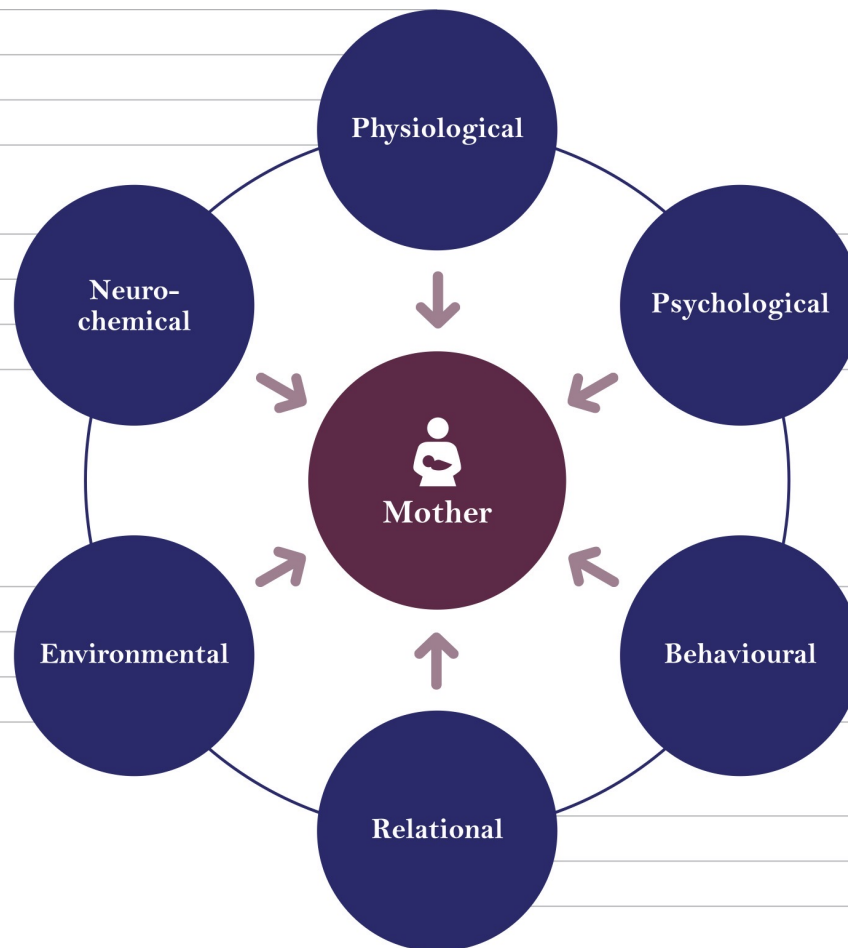 Physiological
Neuro-
chemical
Psychological
Mother
Environmental
Behavioural
Relational